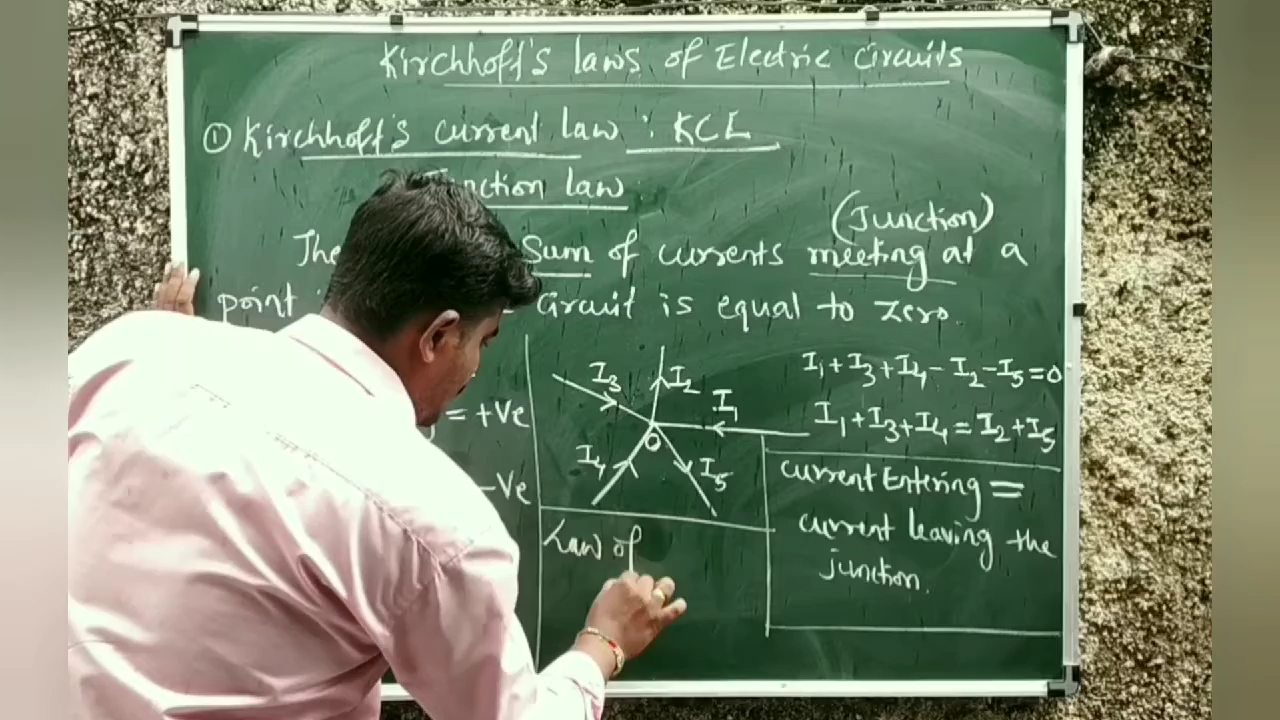 Kirchhoff's laws of Electric Circuits
① Kirchhoff's current Law : KCL
Junction Law
(Junction)
The Sum of currents meeting at a
point circuit is equal to zero.
I₃
I₂
I₁
O
I₄
I₅
= +Ve
-Ve
I₁+I₃+I₄-I₂-I₅=0
I₁+I₃+I₄=I₂+I₅
current Entering =
current leaving the
junction.
Law of